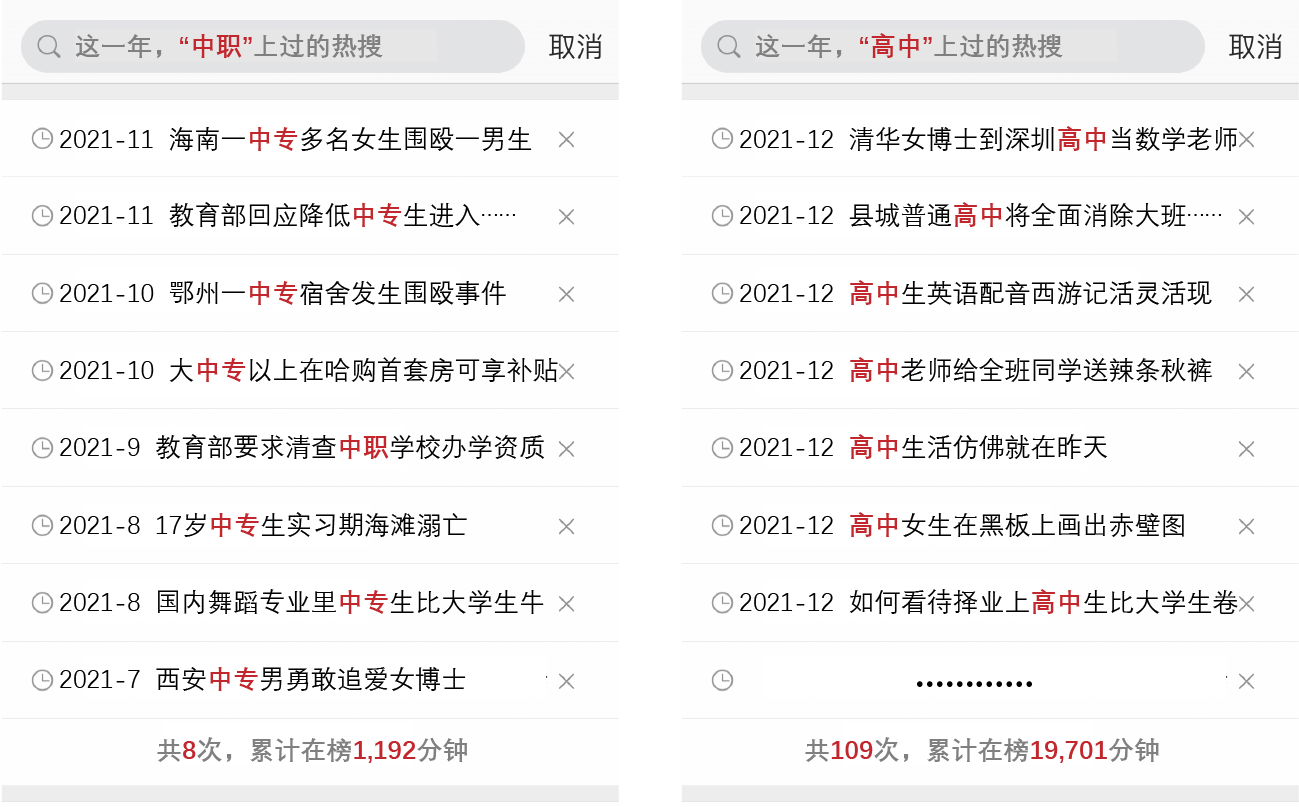 这一年，“中职”上过的热搜 取消
2021-11 海南一中专多名女生围殴一男生
2021-11 教育部回应降低中专生进入……
2021-10 鄂州一中专宿舍发生围殴事件
2021-10 大中专以上在哈购首套房可享补贴
2021-9 教育部要求清查中职学校办学资质
2021-8 17岁中专生实习期海滩溺亡
2021-8 国内舞蹈专业里中专生比大学生牛
2021-7 西安中专男勇敢追爱女博士
共8次，累计在榜1,192分钟
这一年，“高中”上过的热搜 取消
2021-12 清华女博士到深圳高中当数学老师
2021-12 县城普通高中将全面消除大班……
2021-12 高中生英语配音西游记活灵活现
2021-12 高中老师给全班同学送辣条秋裤
2021-12 高中生活仿佛就在昨天
2021-12 高中女生在黑板上画出赤壁图
2021-12 如何看待择业上高中生比大学生卷
············
共109次，累计在榜19,701分钟